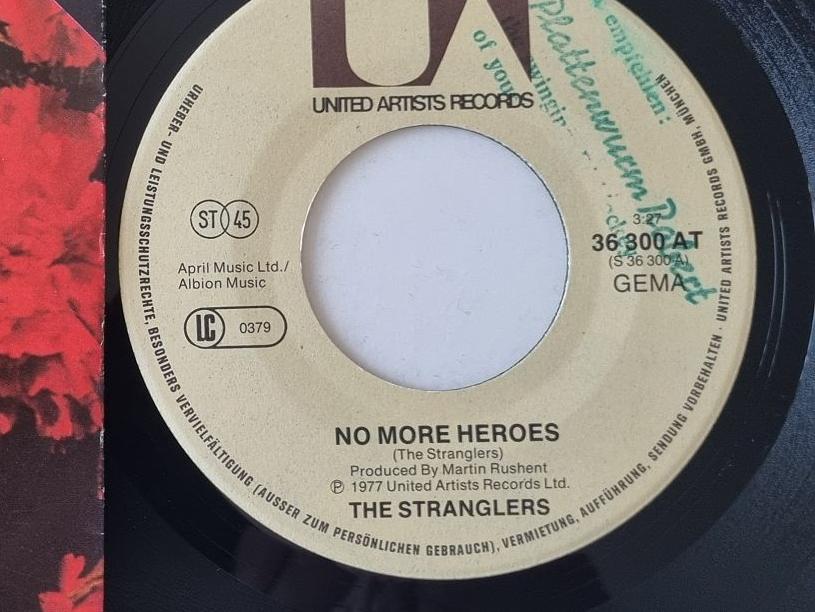 UA
UNITED ARTISTS RECORDS
empfehlen:
Plattenwurm Robert
of your
ST 45
April Music Ltd./
Albion Music
LC 0379
3:27
36 300 AT
(S 36 300 A)
GEMA
NO MORE HEROES
(The Stranglers)
Produced By Martin Rushent
℗ 1977 United Artists Records Ltd.
THE STRANGLERS
URHEBER- UND LEISTUNGSSCHUTZRECHTE, BESONDERS VERVIELFÄLTIGUNG (AUSSER ZUM PERSÖNLICHEN GEBRAUCH), VERMIETUNG, AUFFÜHRUNG, SENDUNG VORBEHALTEN · UNITED ARTISTS RECORDS GMBH, MÜNCHEN